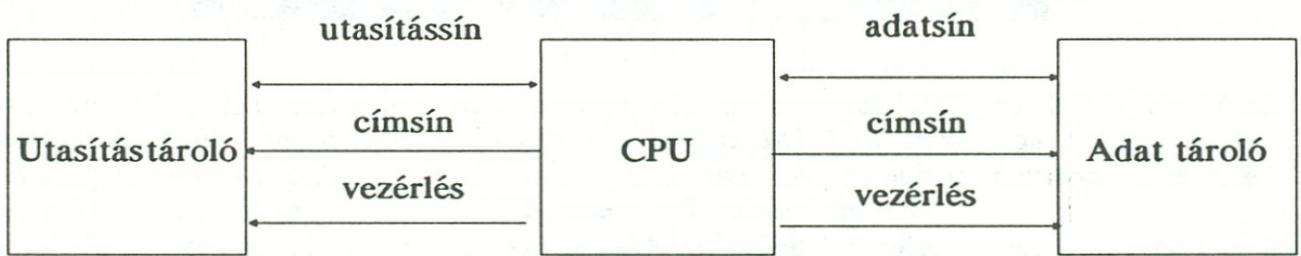 utasítássín
adatsín
címsín
címsín
Utasítástároló
CPU
Adat tároló
vezérlés
vezérlés